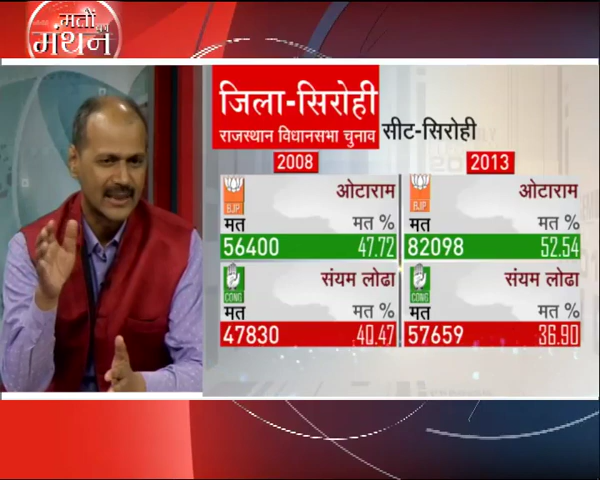 मतों का
मंथन
जिला-सिरोही
राजस्थान विधानसभा चुनाव
सीट-सिरोही
2008
2013
BJP
ओटाराम
मत
मत %
56400
47.72
BJP
ओटाराम
मत
मत %
82098
52.54
CONG
संयम लोढा
मत
मत %
47830
40.47
CONG
संयम लोढा
मत
मत %
57659
36.90